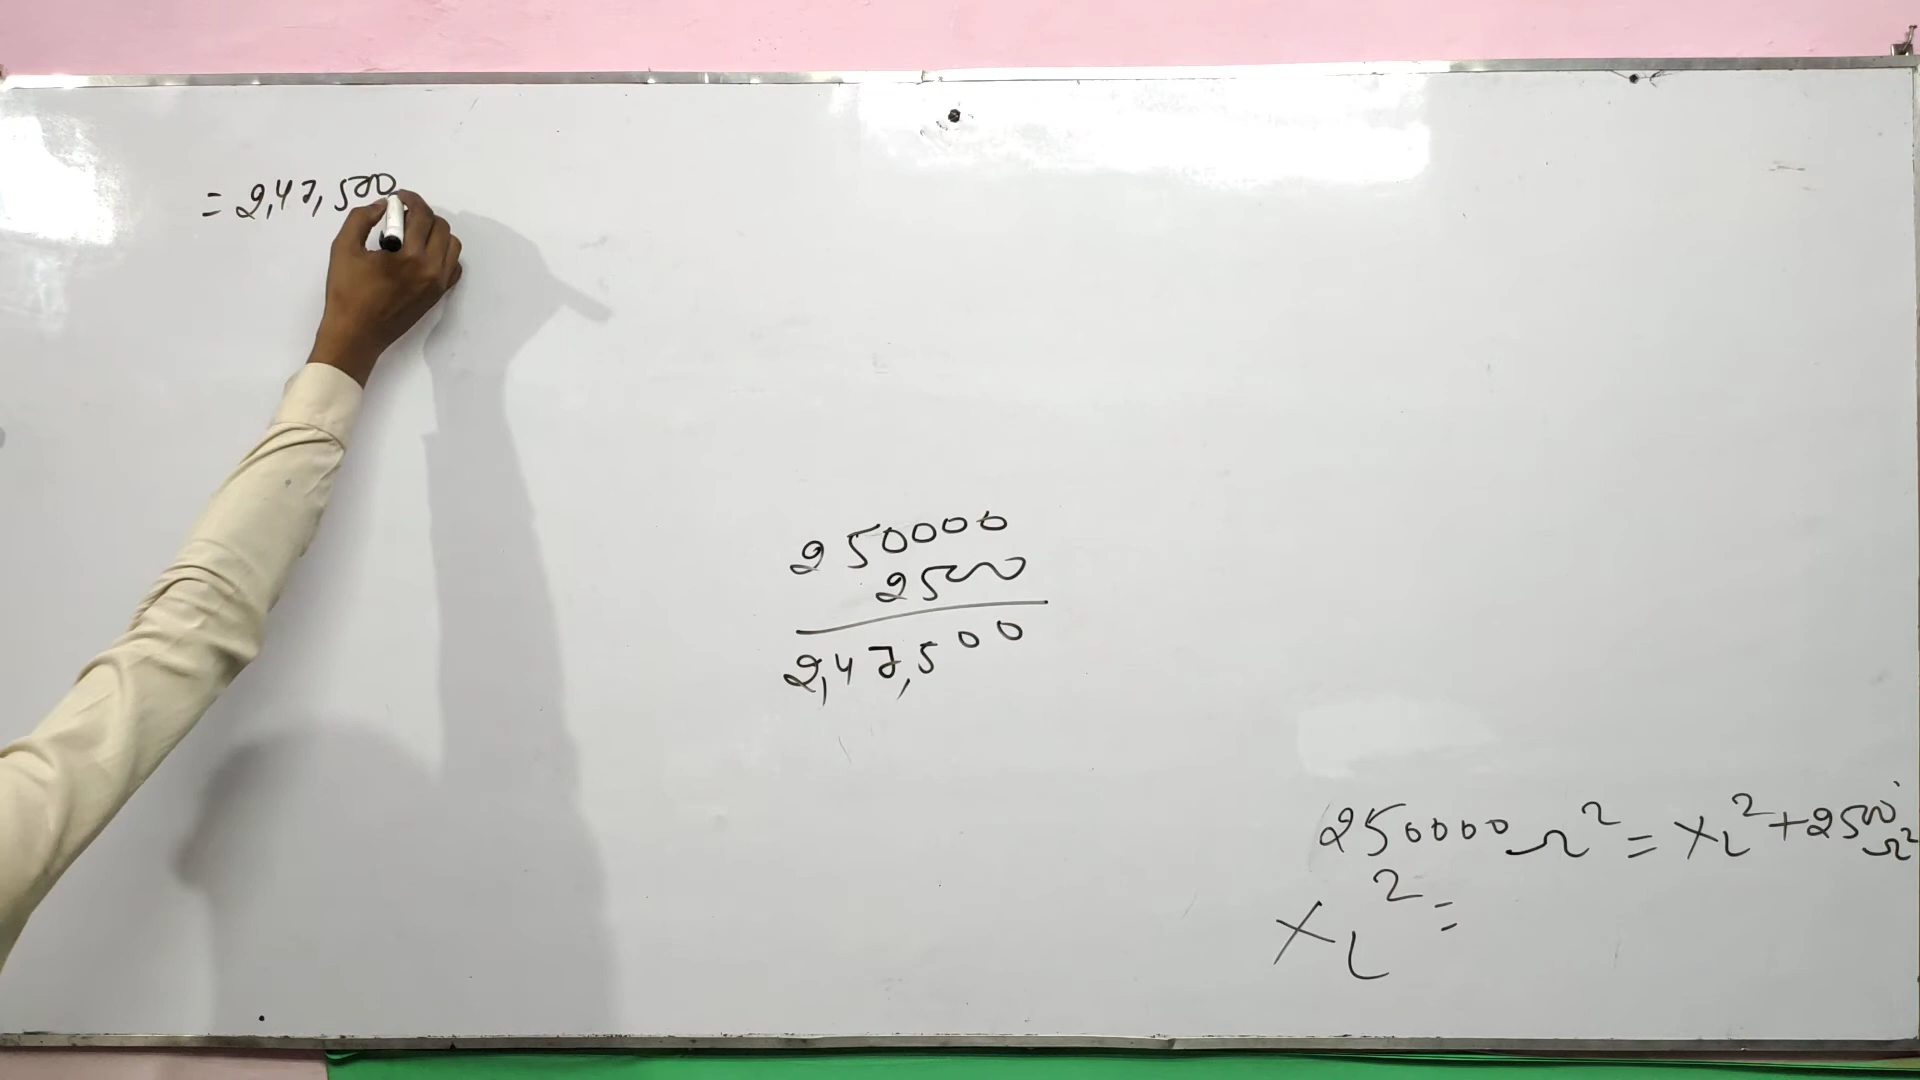 = 2,47,500
250000
2500
2,47,500
250000 Ω² = X_L² + 2500 Ω²
X_L² =